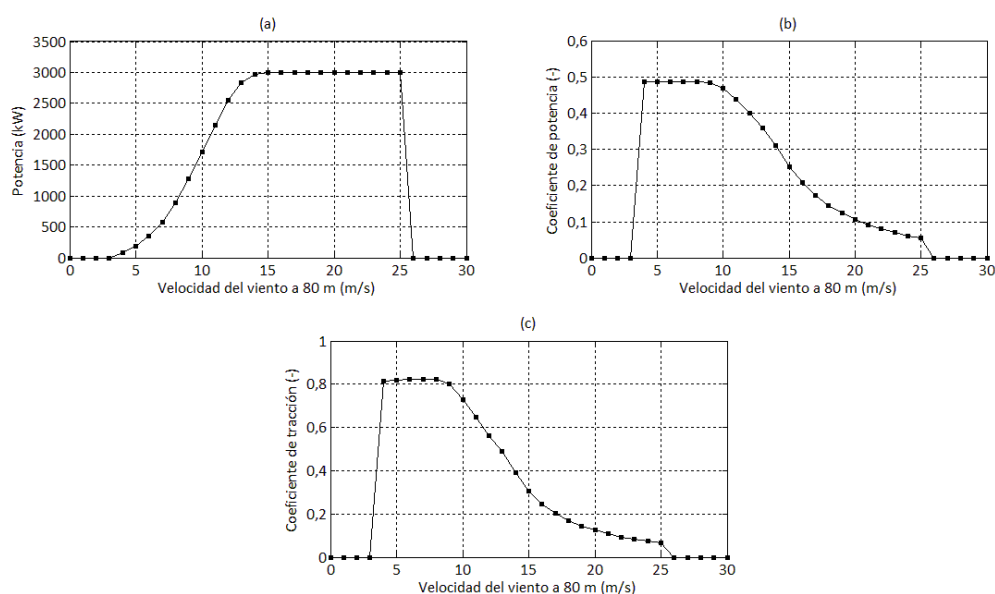 (a)
3500
3000
2500
2000
1500
1000
500
0
Potencia (kW)
0 5 10 15 20 25 30
Velocidad del viento a 80 m (m/s)
(b)
0,6
0,5
0,4
0,3
0,2
0,1
0
Coeficiente de potencia (-)
0 5 10 15 20 25 30
Velocidad del viento a 80 m (m/s)
(c)
1
0,8
0,6
0,4
0,2
0
Coeficiente de tracción (-)
0 5 10 15 20 25 30
Velocidad del viento a 80 m (m/s)